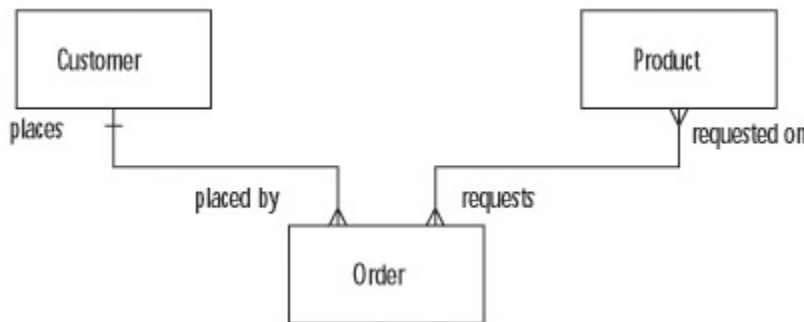 Customer
Product
places
requested on
placed by
requests
Order